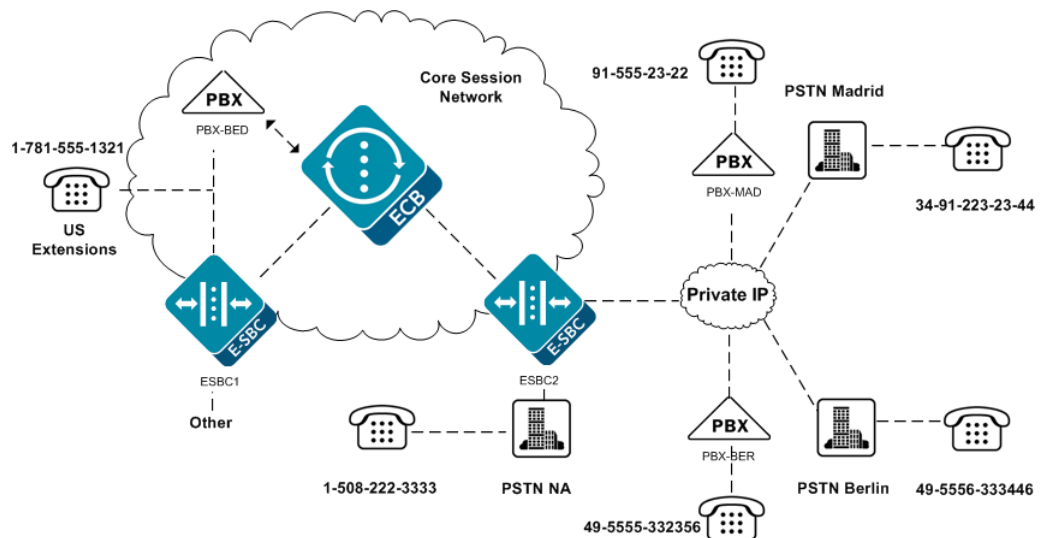 Core Session
Network
PBX
PBX-BED
1-781-555-1321
US
Extensions
ECB
E-SBC
ESBC1
Other
E-SBC
ESBC2
1-508-222-3333
PSTN NA
91-555-23-22
PBX
PBX-MAD
PSTN Madrid
34-91-223-23-44
Private IP
PBX
PBX-BER
49-5555-332356
PSTN Berlin
49-5556-333446